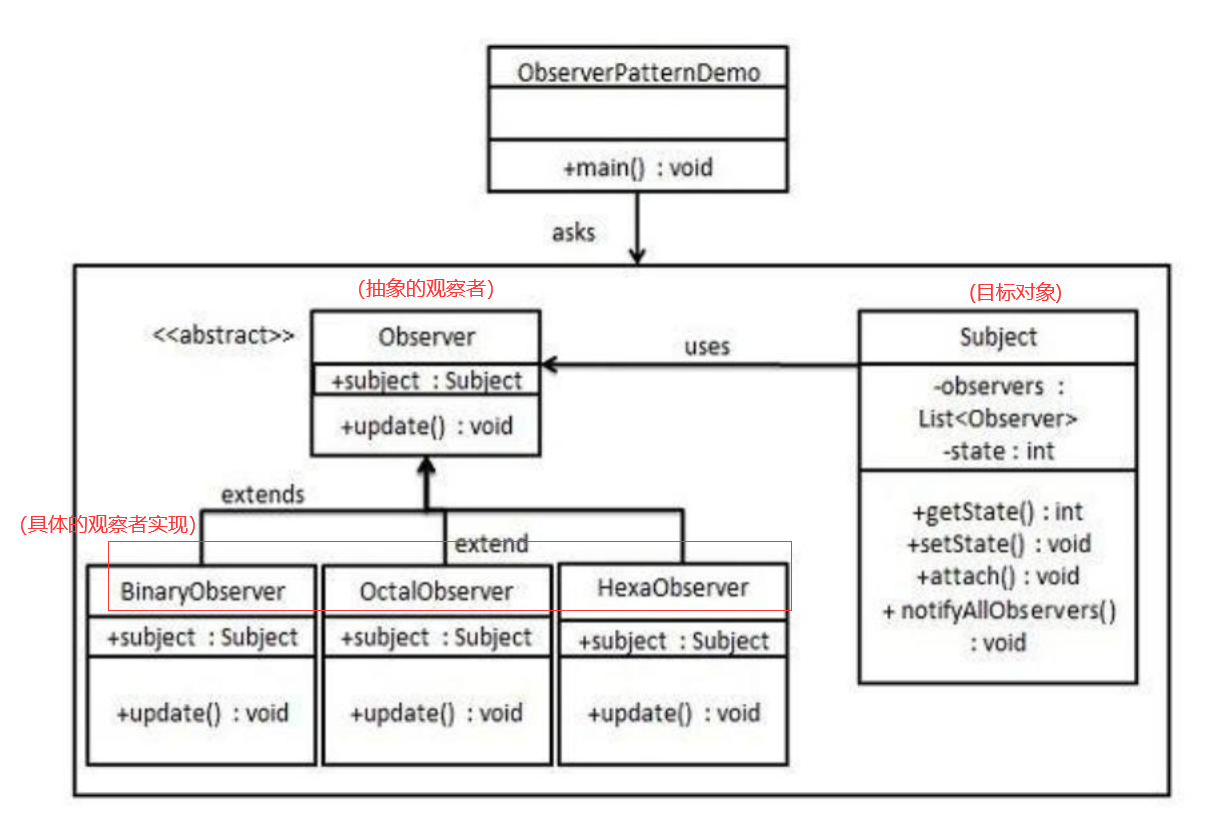 ObserverPatternDemo
+main() : void
asks
(抽象的观察者)
(目标对象)
<<abstract>>
Observer
+subject : Subject
+update() : void
uses
Subject
-observers :
List<Observer>
-state : int
+getState() : int
+setState() : void
+attach() : void
+ notifyAllObservers()
: void
extends
(具体的观察者实现)
extend
BinaryObserver
+subject : Subject
+update() : void
OctalObserver
+subject : Subject
+update() : void
HexaObserver
+subject : Subject
+update() : void